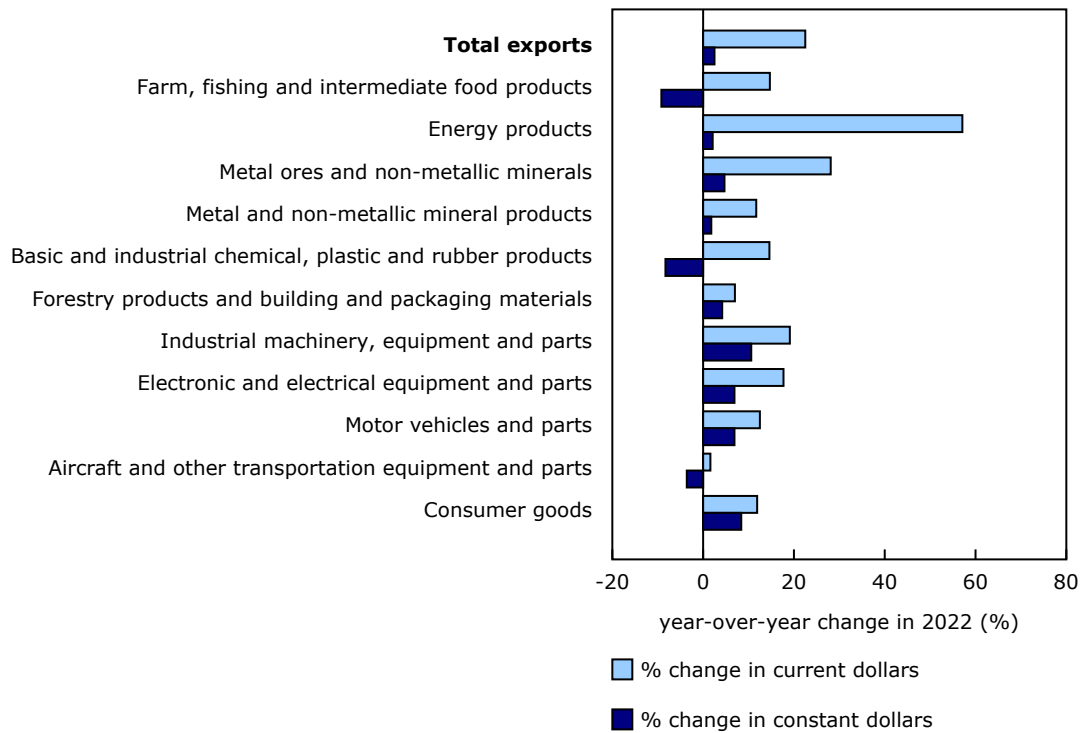 Total exports
Farm, fishing and intermediate food products
Energy products
Metal ores and non-metallic minerals
Metal and non-metallic mineral products
Basic and industrial chemical, plastic and rubber products
Forestry products and building and packaging materials
Industrial machinery, equipment and parts
Electronic and electrical equipment and parts
Motor vehicles and parts
Aircraft and other transportation equipment and parts
Consumer goods
-20 0 20 40 60 80
year-over-year change in 2022 (%)
% change in current dollars
% change in constant dollars